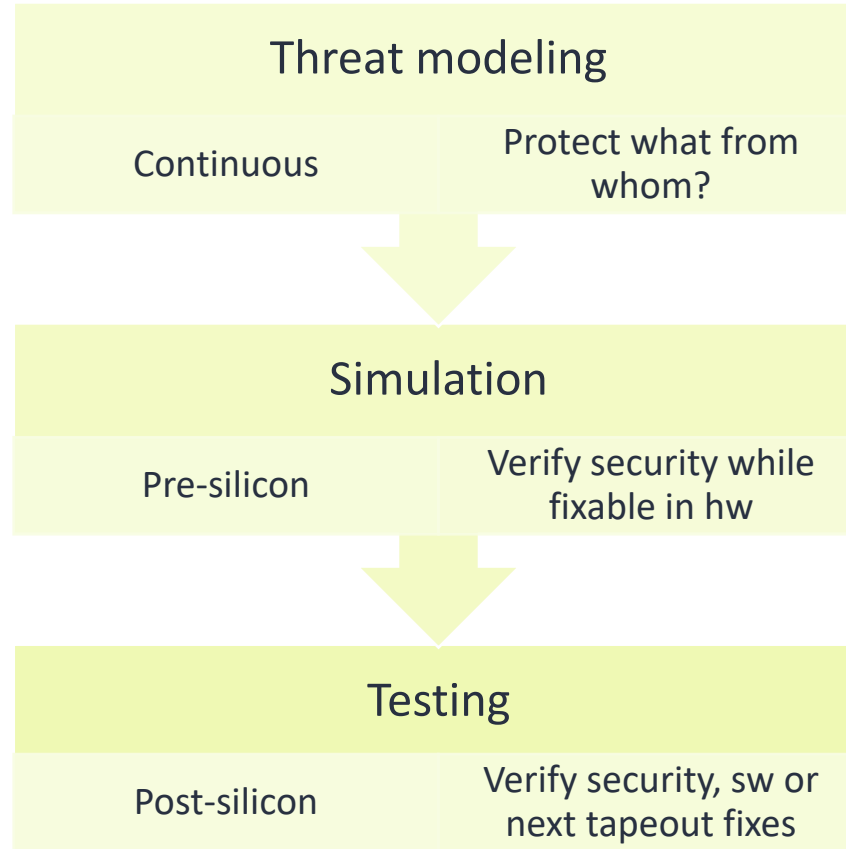 Threat modeling
Continuous
Protect what from
whom?
Simulation
Pre-silicon
Verify security while
fixable in hw
Testing
Post-silicon
Verify security, sw or
next tapeout fixes